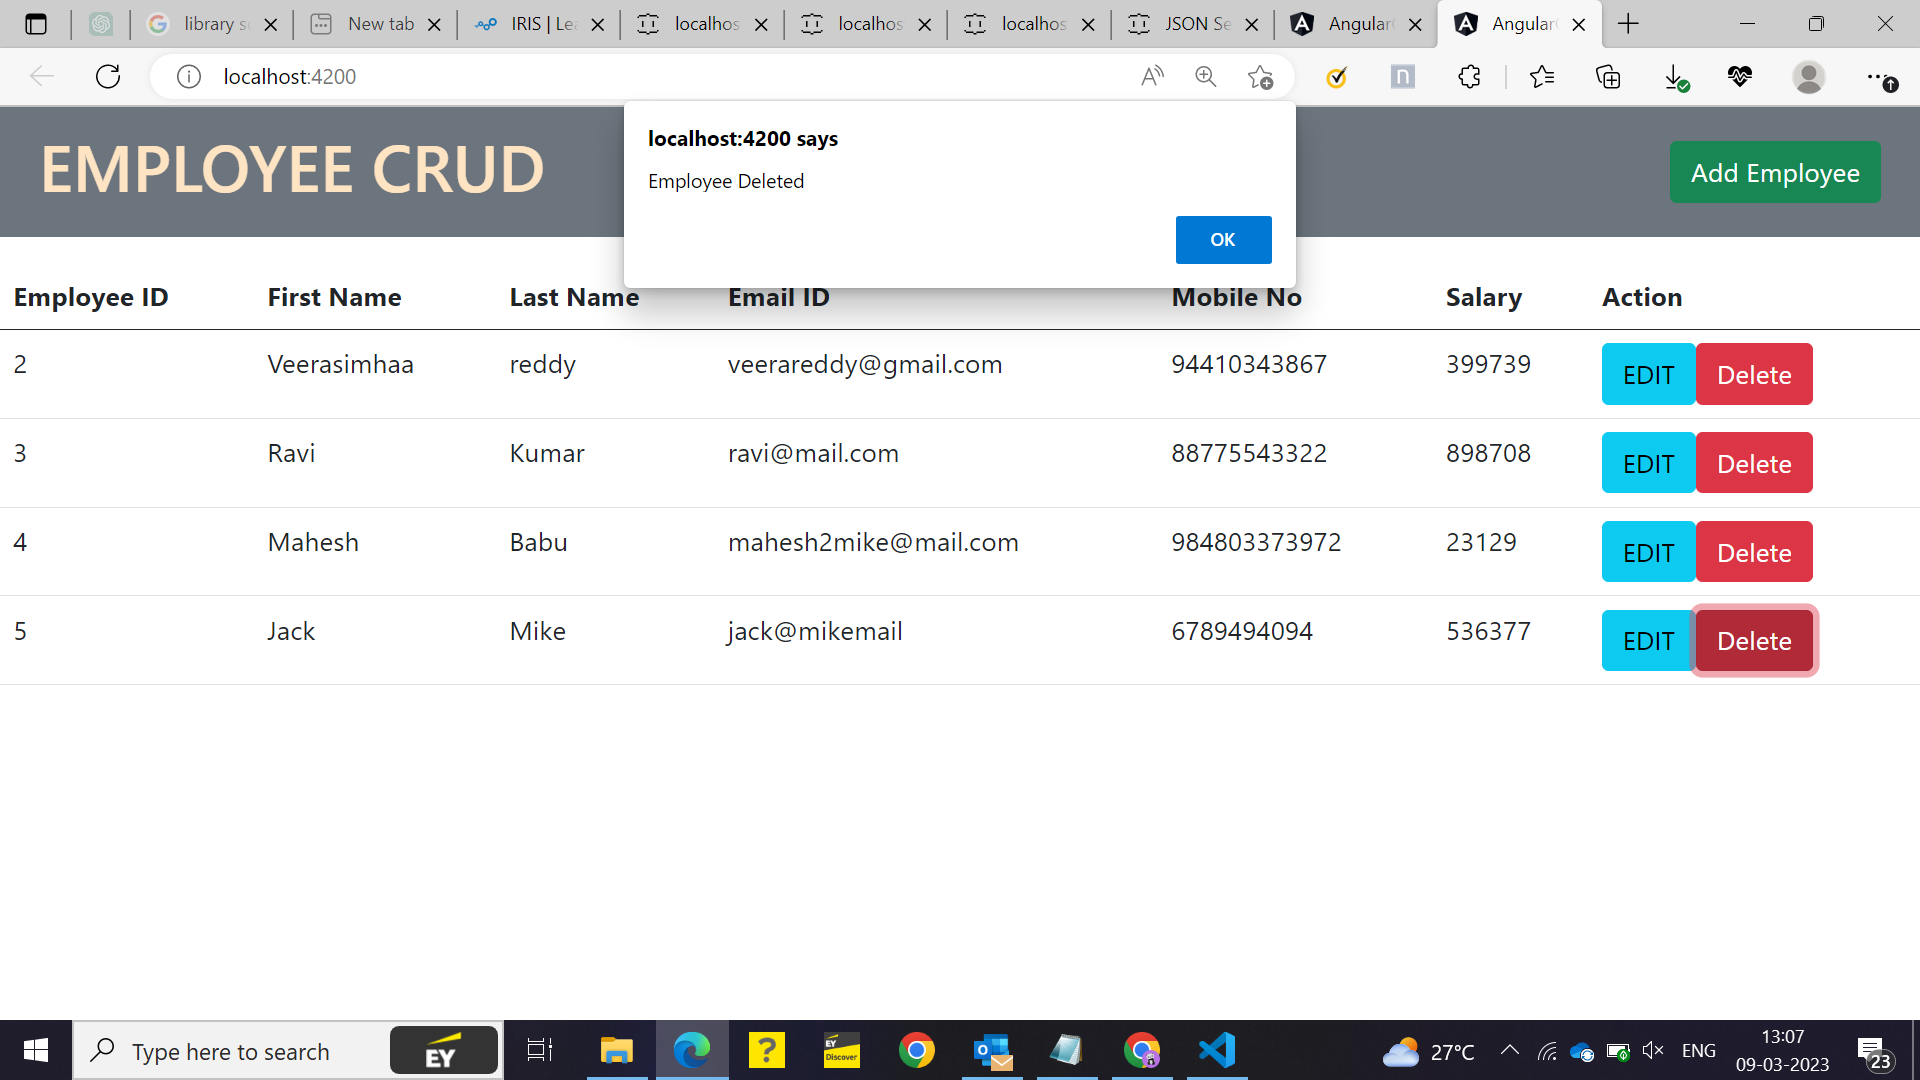 library s
New tab
IRIS | Lea
localhos
localhos
localhos
JSON Se
Angular
Angular
localhost:4200
n
localhost:4200 says
Employee Deleted
OK
EMPLOYEE CRUD
Add Employee
Employee ID First Name Last Name Email ID Mobile No Salary Action
2 Veerasimhaa reddy veerareddy@gmail.com 94410343867 399739 EDIT Delete
3 Ravi Kumar ravi@mail.com 88775543322 898708 EDIT Delete
4 Mahesh Babu mahesh2mike@mail.com 984803373972 23129 EDIT Delete
5 Jack Mike jack@mikemail 6789494094 536377 EDIT Delete
Type here to search
EY
?
EY
Discover
27°C
ENG
13:07
09-03-2023
23